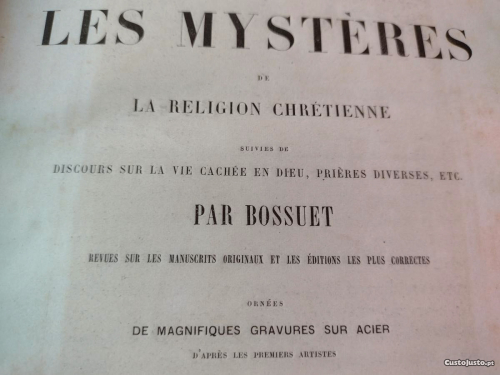 LES MYSTÈRES
DE
LA RELIGION CHRÉTIENNE
SUIVIES DE
DISCOURS SUR LA VIE CACHÉE EN DIEU, PRIÈRES DIVERSES, ETC.
PAR BOSSUET
REVUES SUR LES MANUSCRITS ORIGINAUX ET LES ÉDITIONS LES PLUS CORRECTES
ORNÉES
DE MAGNIFIQUES GRAVURES SUR ACIER
D'APRÈS LES PREMIERS ARTISTES
CustoJusto.pt